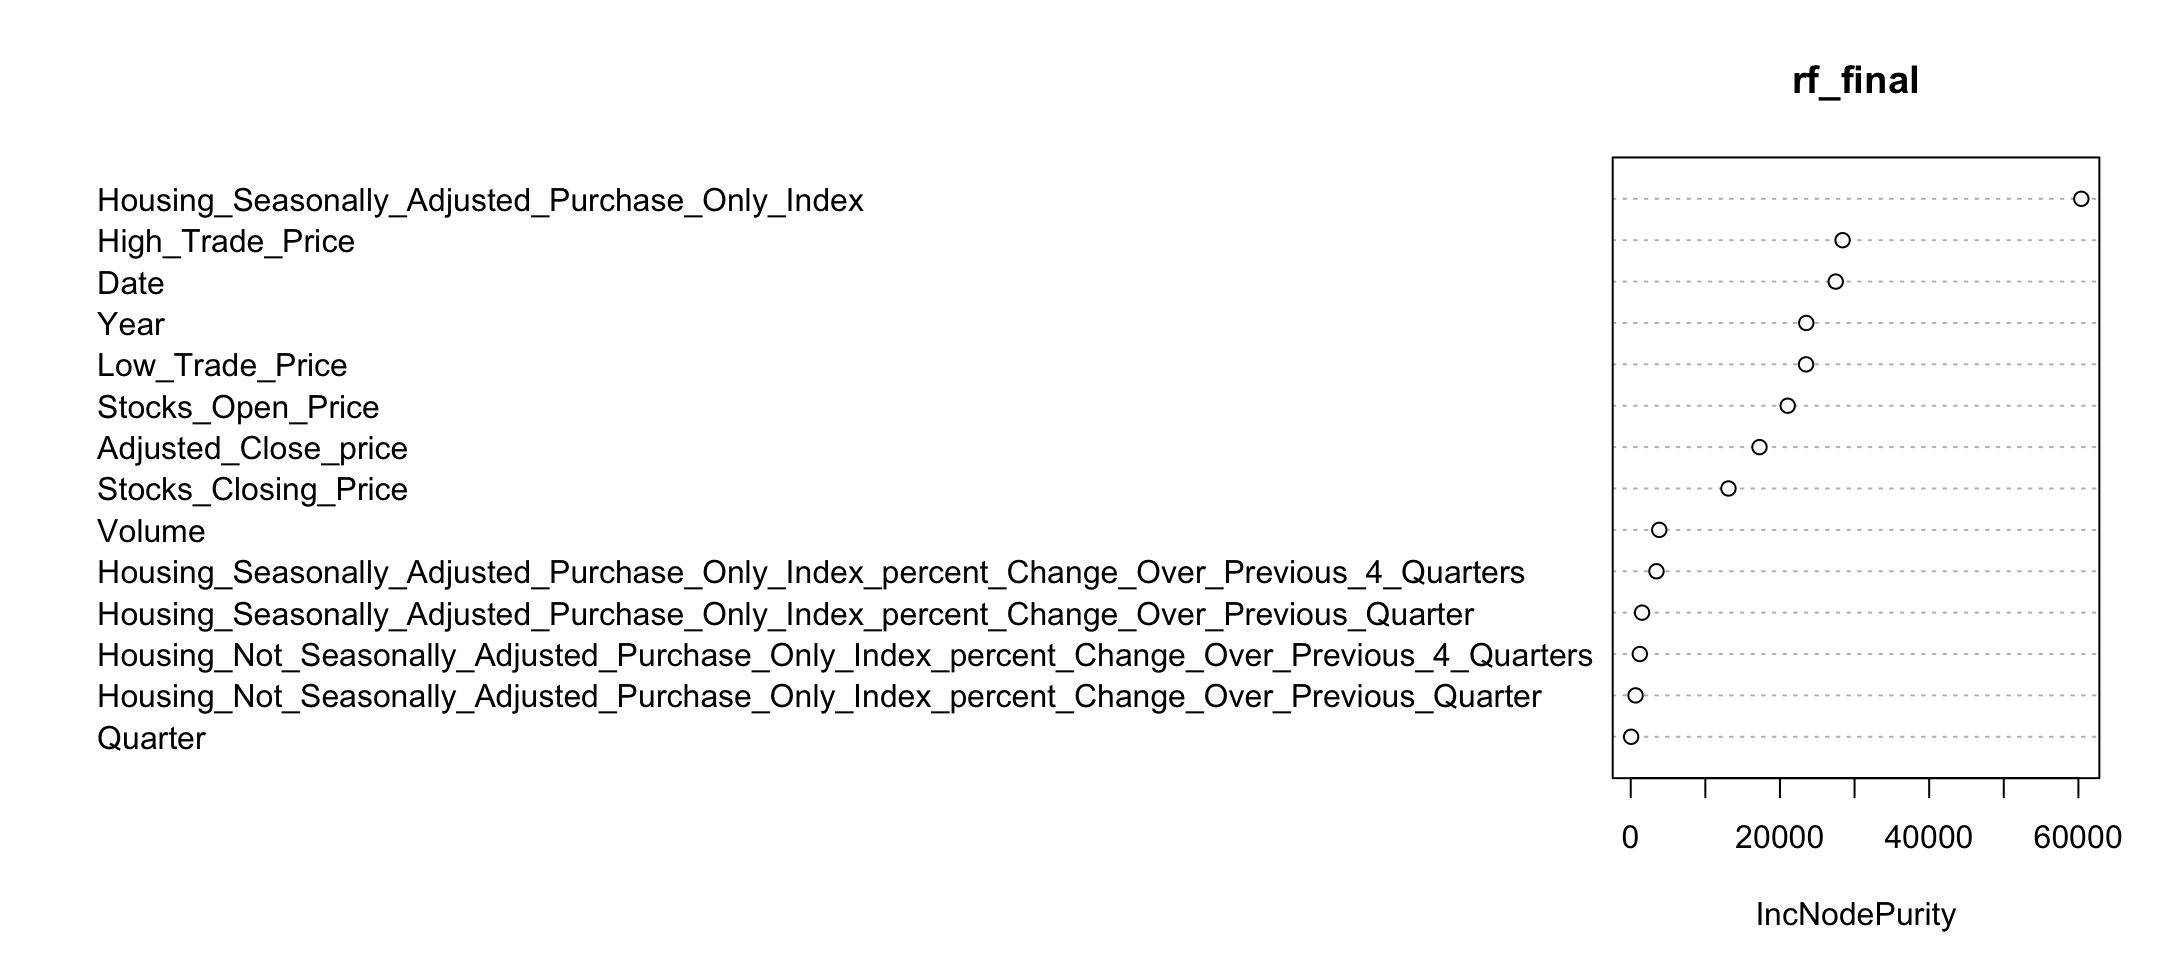 rf_final
Housing_Seasonally_Adjusted_Purchase_Only_Index
High_Trade_Price
Date
Year
Low_Trade_Price
Stocks_Open_Price
Adjusted_Close_price
Stocks_Closing_Price
Volume
Housing_Seasonally_Adjusted_Purchase_Only_Index_percent_Change_Over_Previous_4_Quarters
Housing_Seasonally_Adjusted_Purchase_Only_Index_percent_Change_Over_Previous_Quarter
Housing_Not_Seasonally_Adjusted_Purchase_Only_Index_percent_Change_Over_Previous_4_Quarters
Housing_Not_Seasonally_Adjusted_Purchase_Only_Index_percent_Change_Over_Previous_Quarter
Quarter
0 20000 40000 60000
IncNodePurity